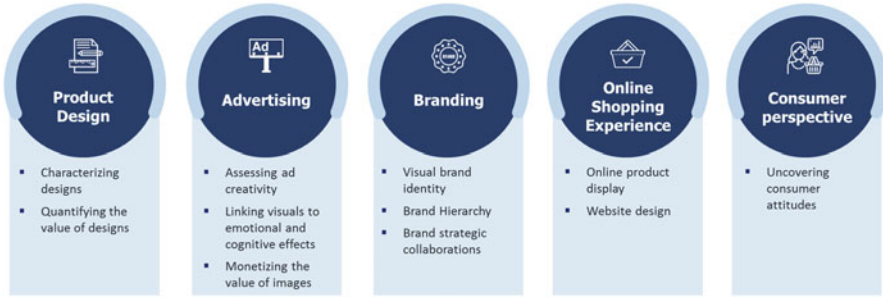 Ad
Product
Design
Characterizing
designs
Quantifying the
value of designs
Advertising
Assessing ad
creativity
Linking visuals to
emotional and
cognitive effects
Monetizing the
value of images
Branding
Visual brand
identity
Brand Hierarchy
Brand strategic
collaborations
Online
Shopping
Experience
Online product
display
Website design
Consumer
perspective
Uncovering
consumer
attitudes